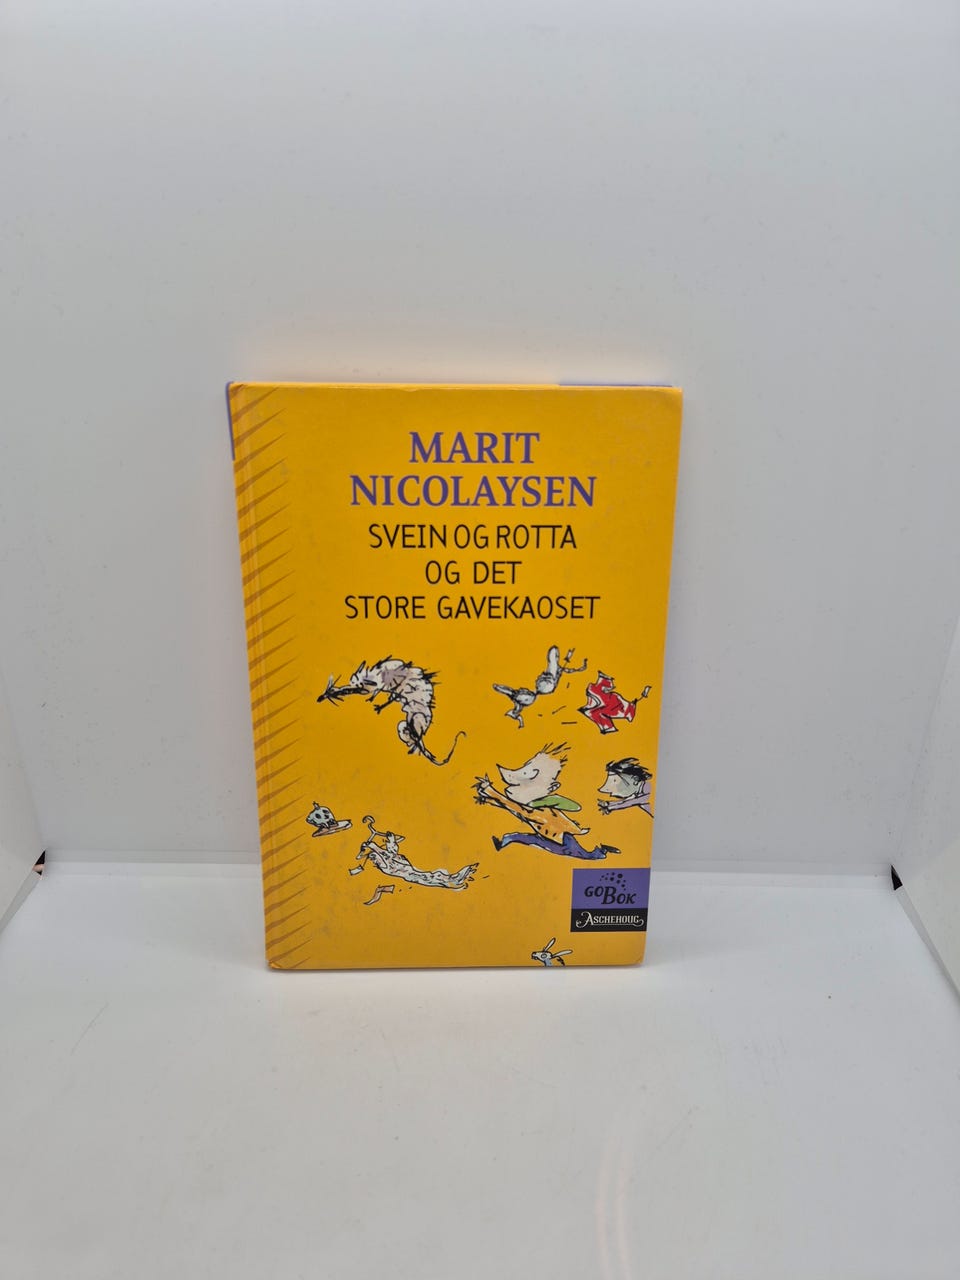 MARIT
NICOLAYSEN
SVEIN OG ROTTA
OG DET
STORE GAVEKAOSET
GO BOK
ASCHEHOUG